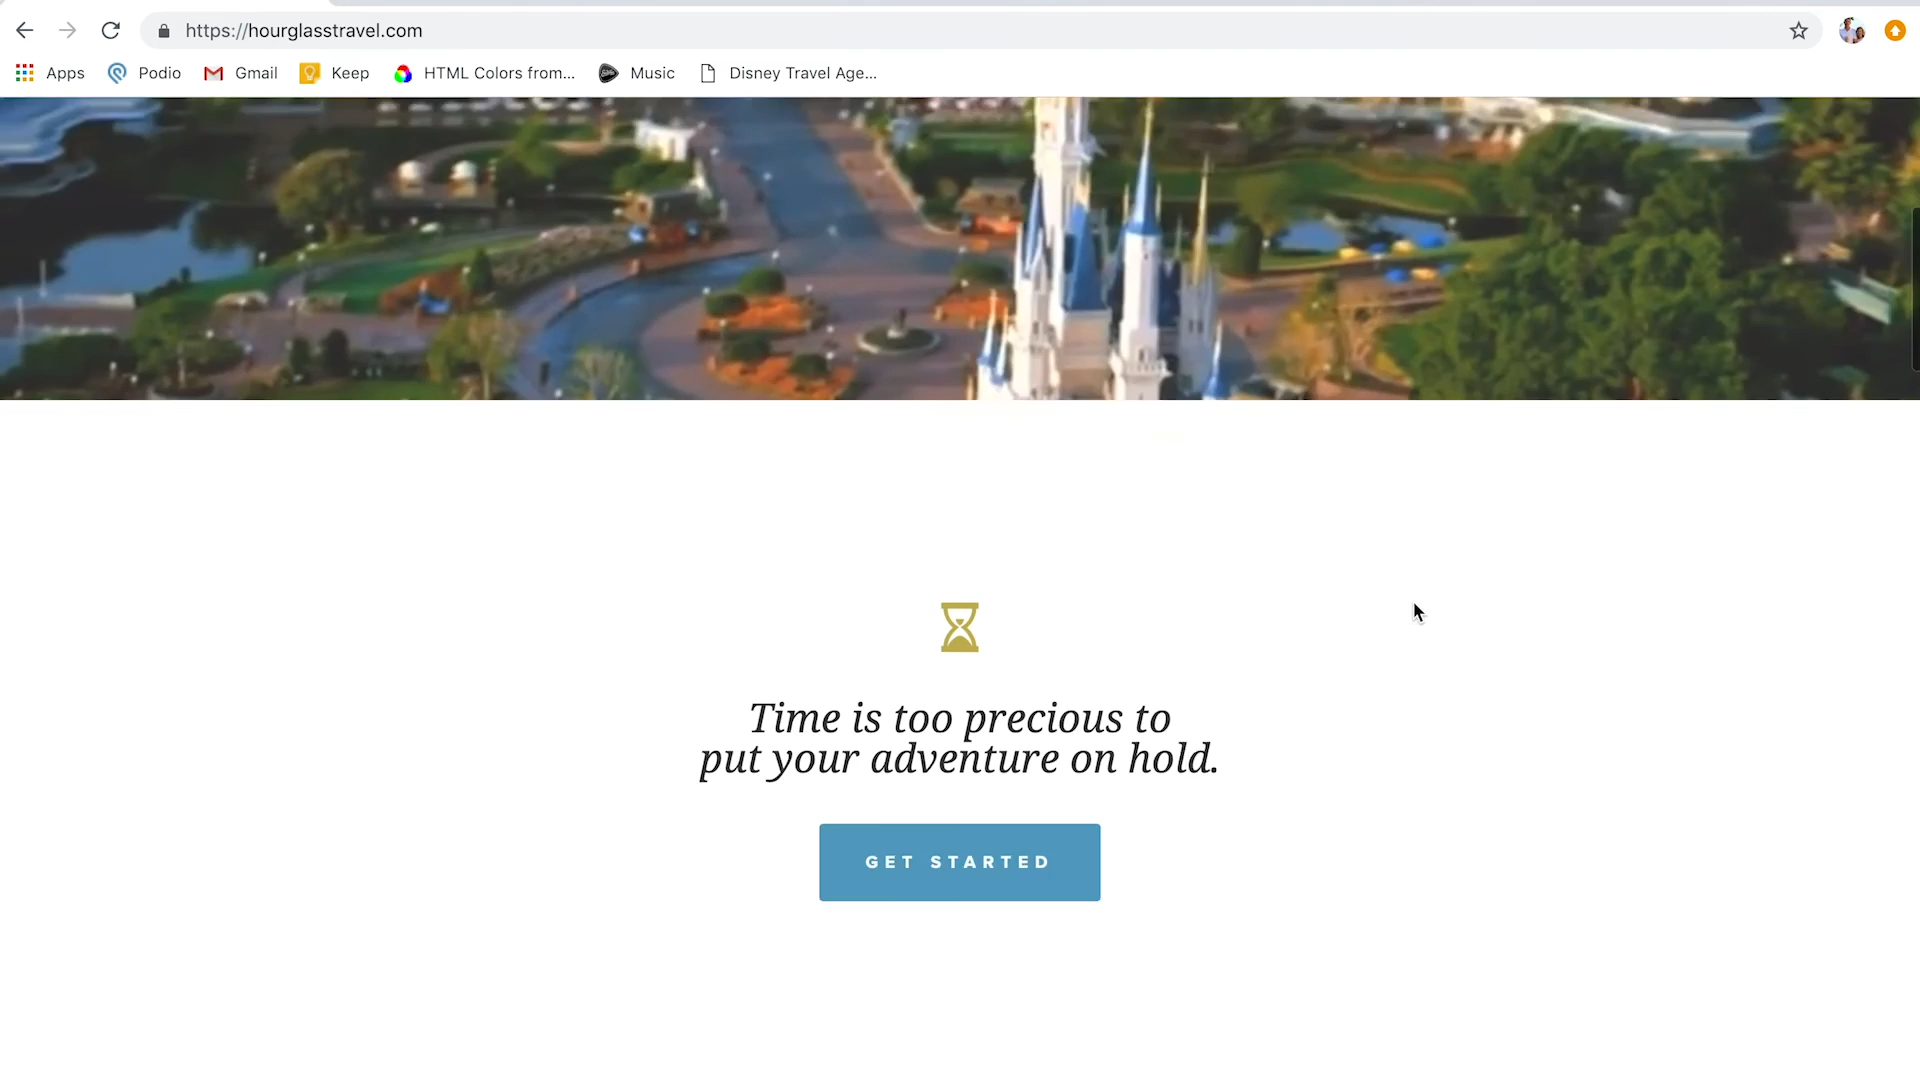 https://hourglasstravel.com
Apps Podio Gmail Keep HTML Colors from... Music Disney Travel Age...
Time is too precious to
put your adventure on hold.
GET STARTED